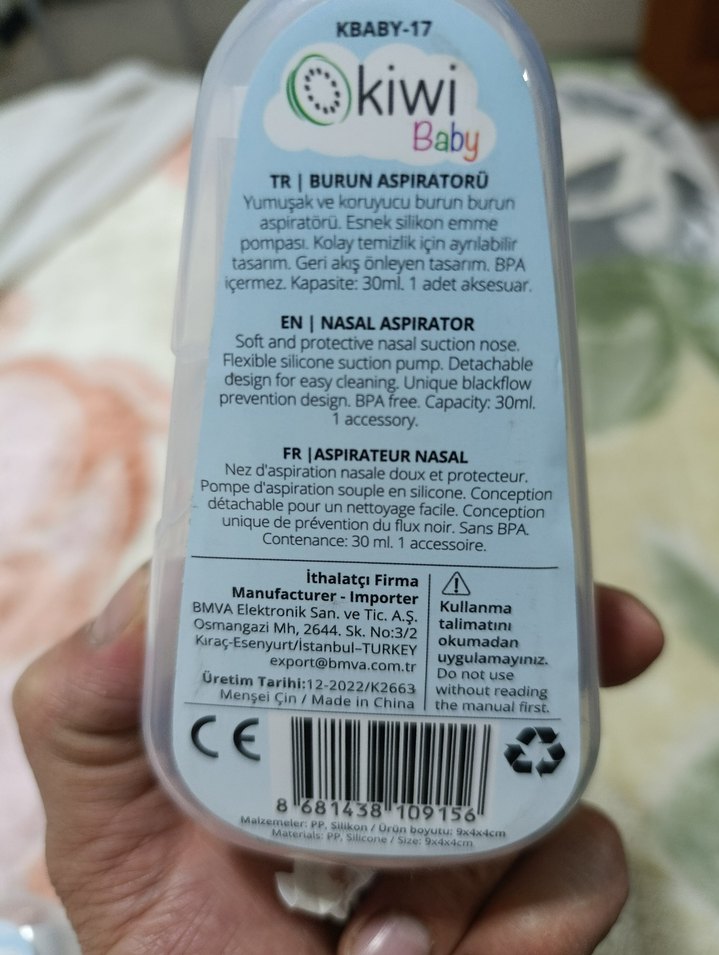 KBABY-17
kiwi
Baby
TR | BURUN ASPIRATORÜ
Yumuşak ve koruyucu burun burun
aspiratörü. Esnek silikon emme
pompası. Kolay temizlik için ayrılabilir
tasarım. Geri akış önleyen tasarım. BPA
içermez. Kapasite: 30ml. 1 adet aksesuar.
EN | NASAL ASPIRATOR
Soft and protective nasal suction nose.
Flexible silicone suction pump. Detachable
design for easy cleaning. Unique blackflow
prevention design. BPA free. Capacity: 30ml.
1 accessory.
FR |ASPIRATEUR NASAL
Nez d'aspiration nasale doux et protecteur.
Pompe d'aspiration souple en silicone. Conception
détachable pour un nettoyage facile. Conception
unique de prévention du flux noir. Sans BPA.
Contenance: 30 ml. 1 accessoire.
İthalatçı Firma
Manufacturer - Importer
BMVA Elektronik San. ve Tic. A.Ş.
Osmangazi Mh, 2644. Sk. No:3/2
Kıraç-Esenyurt/İstanbul–TURKEY
export@bmva.com.tr
Üretim Tarihi:12-2022/K2663
Menşei Çin / Made in China
Kullanma
talimatını
okumadan
uygulamayınız.
Do not use
without reading
the manual first.
CE
8 681438 109156
Malzemeler: PP, Silikon / Ürün boyutu: 9x4x4cm
Materials: PP, Silicone / Size: 9x4x4cm